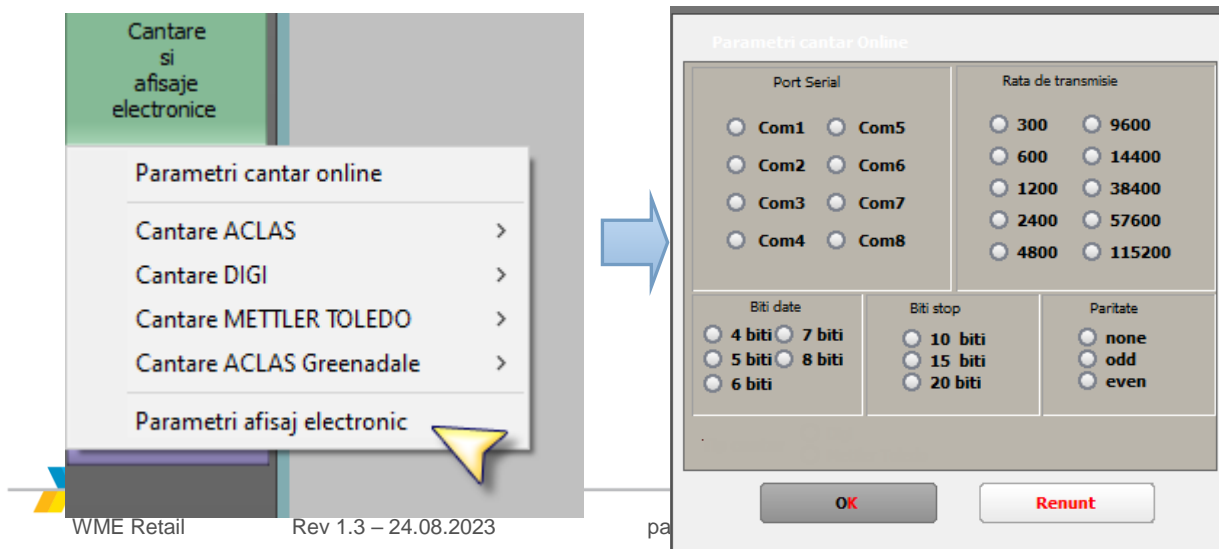 Cantare
si
afisaje
electronice
Parametri cantar online
Cantare ACLAS
Cantare DIGI
Cantare METTLER TOLEDO
Cantare ACLAS Greenadale
Parametri afisaj electronic
Parametri cantar Online
Port Serial
Com1 Com5
Com2 Com6
Com3 Com7
Com4 Com8
Rata de transmisie
300 9600
600 14400
1200 38400
2400 57600
4800 115200
Biti date
4 biti 7 biti
5 biti 8 biti
6 biti
Biti stop
10 biti
15 biti
20 biti
Paritate
none
odd
even
OK Renunt
WME Retail Rev 1.3 – 24.08.2023 pa